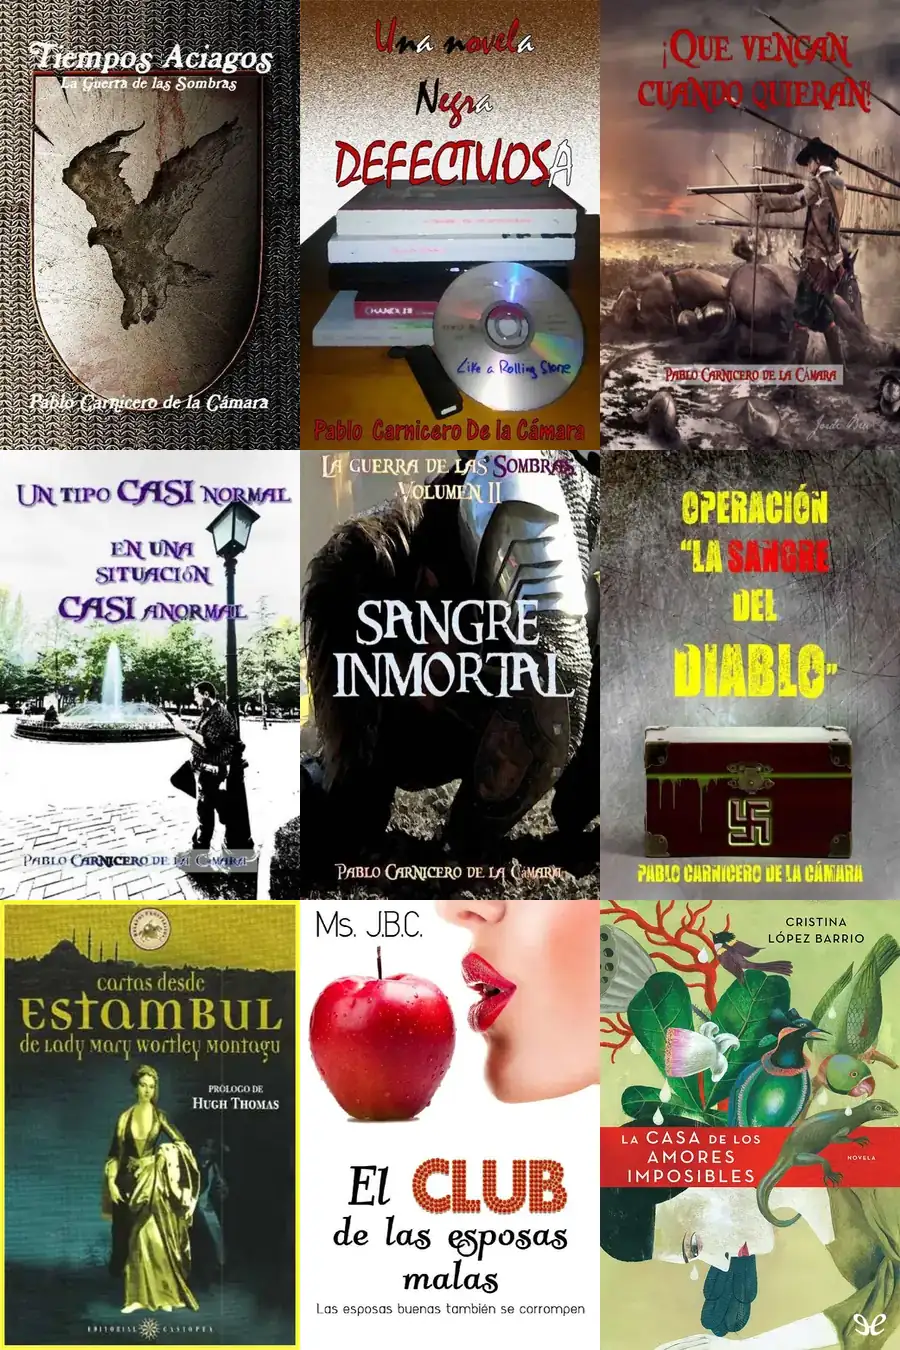 Tiempos Aciagos
La Guerra de las Sombras
Pablo Carnicero de la Cámara
Una novela
Negra
DEFECTUOSA
Like a Rolling Stone
Pablo Carnicero De la Cámara
¡QUE VENGAN
CUANDO QUIERAN!
PABLO CARNICERO DE LA CÁMARA
UN TIPO CASI NORMAL
EN UNA
SITUACIÓN
CASI ANORMAL
PABLO CARNICERO DE LA CÁMARA
LA GUERRA DE LAS SOMBRAS
VOLUMEN II
SANGRE
INMORTAL
PABLO CARNICERO DE LA CÁMARA
OPERACIÓN
“LA SANGRE
DEL
DIABLO”
PABLO CARNICERO DE LA CÁMARA
cartas desde
ESTAMBUL
de Lady Mary Wortley Montagu
PRÓLOGO DE
HUGH THOMAS
EDITORIAL CASIOPEA
Ms. J.B.C.
El CLUB
de las esposas
malas
Las esposas buenas también se corrompen
CRISTINA
LÓPEZ BARRIO
LA CASA DE LOS
AMORES
IMPOSIBLES
NOVELA